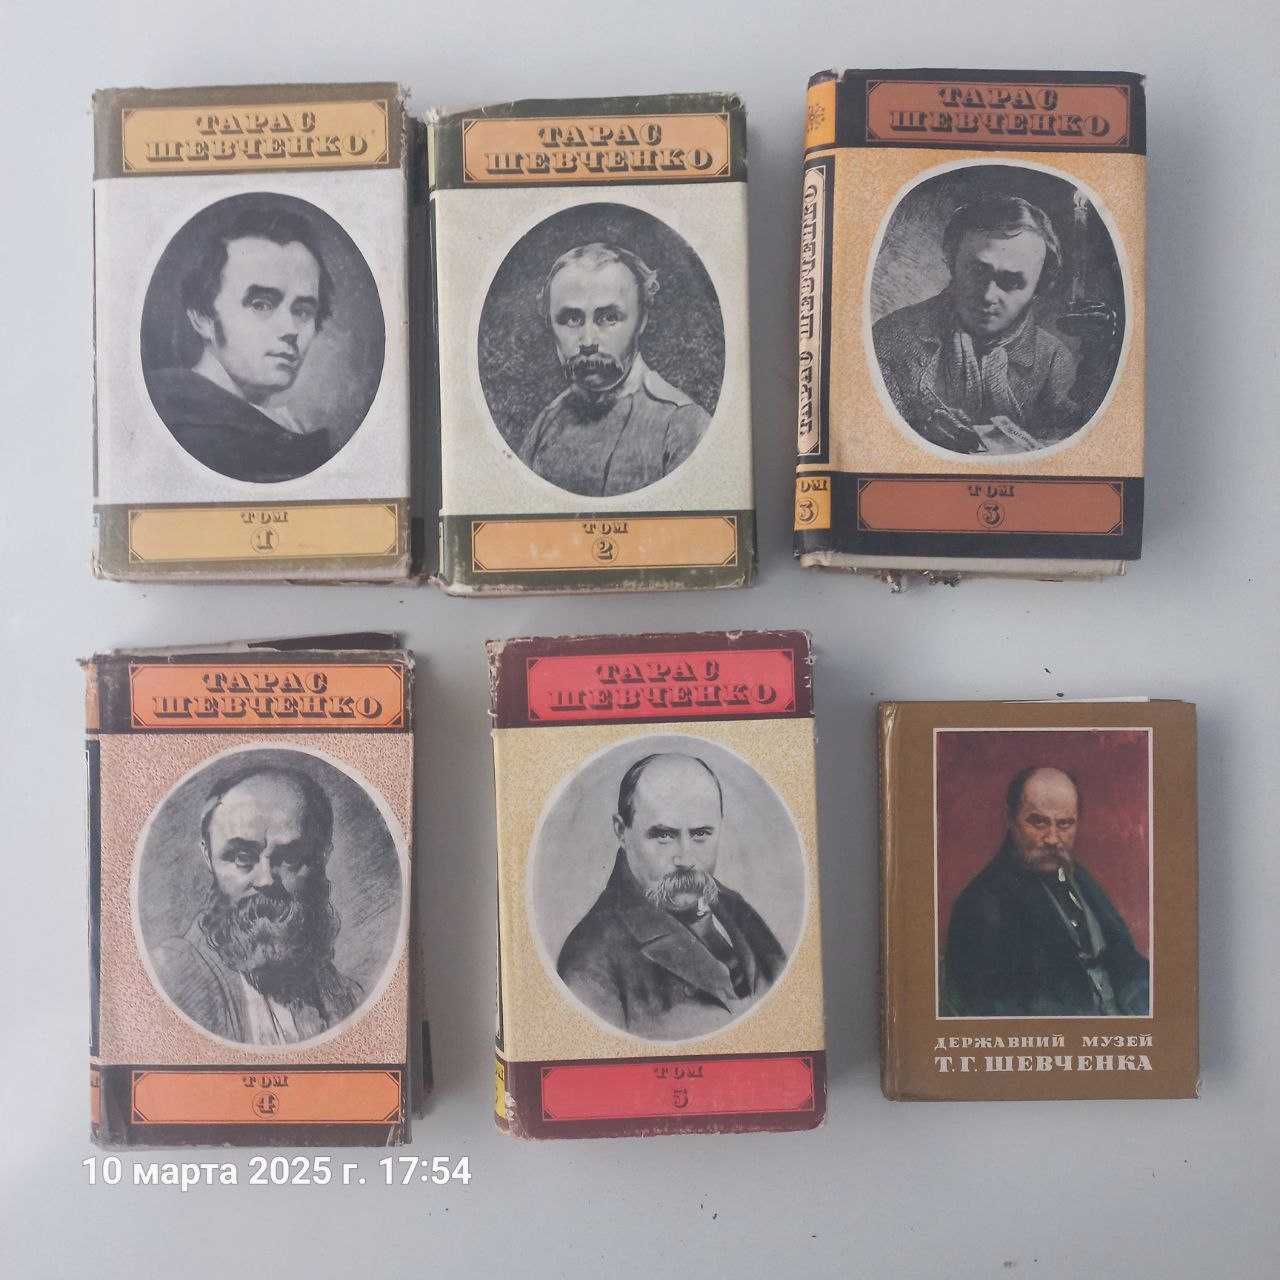 ТАРАС
ШЕВЧЕНКО
ТОМ
1
ТАРАС
ШЕВЧЕНКО
ТОМ
2
ТАРАС ШЕВЧЕНКО
ТОМ
3
ТАРАС
ШЕВЧЕНКО
ТОМ
3
ТАРАС
ШЕВЧЕНКО
ТОМ
4
ТАРАС
ШЕВЧЕНКО
ТОМ
5
ДЕРЖАВНИЙ МУЗЕЙ
Т. Г. ШЕВЧЕНКА
10 марта 2025 г. 17:54